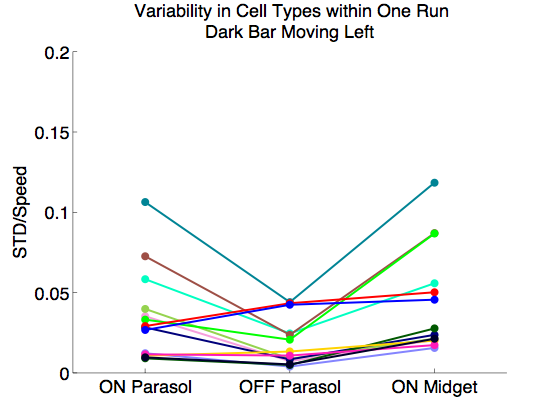 Variability in Cell Types within One Run
Dark Bar Moving Left
0.2
0.15
0.1
0.05
0
STD/Speed
ON Parasol
OFF Parasol
ON Midget